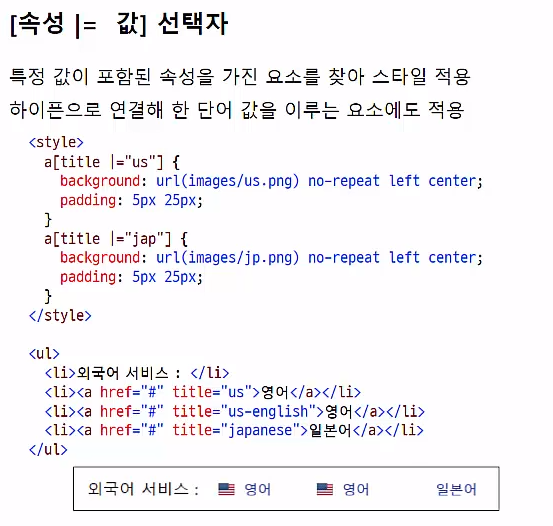 [속성 |= 값] 선택자
특정 값이 포함된 속성을 가진 요소를 찾아 스타일 적용
하이픈으로 연결해 한 단어 값을 이루는 요소에도 적용
<style>
a[title |="us"] {
background: url(images/us.png) no-repeat left center;
padding: 5px 25px;
}
a[title |="jap"] {
background: url(images/jp.png) no-repeat left center;
padding: 5px 25px;
}
</style>
<ul>
<li>외국어 서비스 : </li>
<li><a href="#" title="us">영어</a></li>
<li><a href="#" title="us-english">영어</a></li>
<li><a href="#" title="japanese">일본어</a></li>
</ul>
외국어 서비스 : 영어 영어 일본어